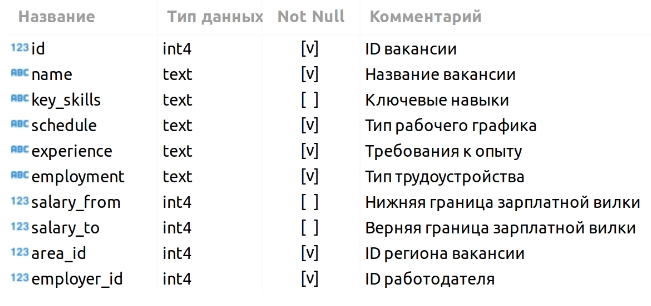 Название Тип данных Not Null Комментарий
123 id int4 [v] ID вакансии
ABC name text [v] Название вакансии
ABC key_skills text [ ] Ключевые навыки
ABC schedule text [v] Тип рабочего графика
ABC experience text [v] Требования к опыту
ABC employment text [v] Тип трудоустройства
123 salary_from int4 [ ] Нижняя граница зарплатной вилки
123 salary_to int4 [ ] Верняя граница зарплатной вилки
123 area_id int4 [v] ID региона вакансии
123 employer_id int4 [v] ID работодателя